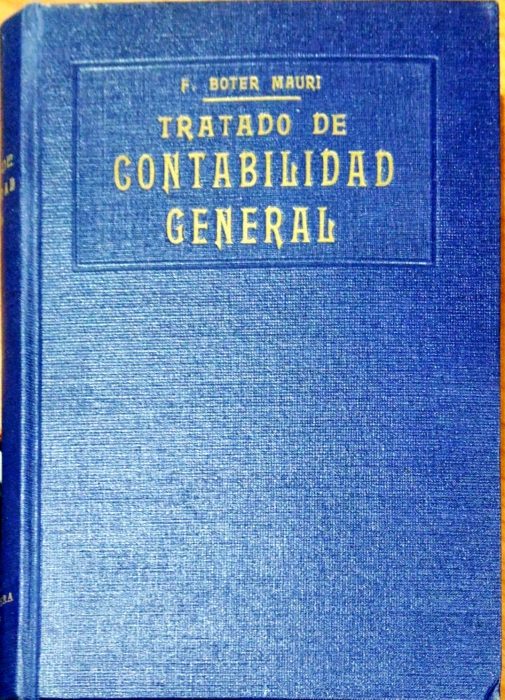 F. BOTER MAURI
TRATADO DE
CONTABILIDAD
GENERAL